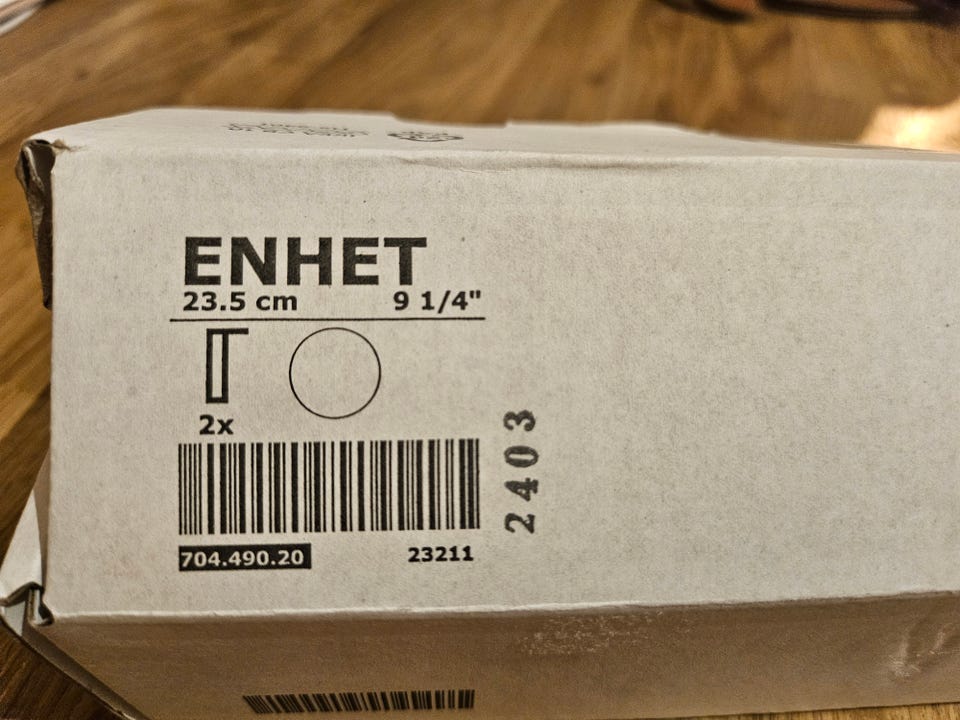 ENHET
23.5 cm 9 1/4"
2x
704.490.20 23211
2403